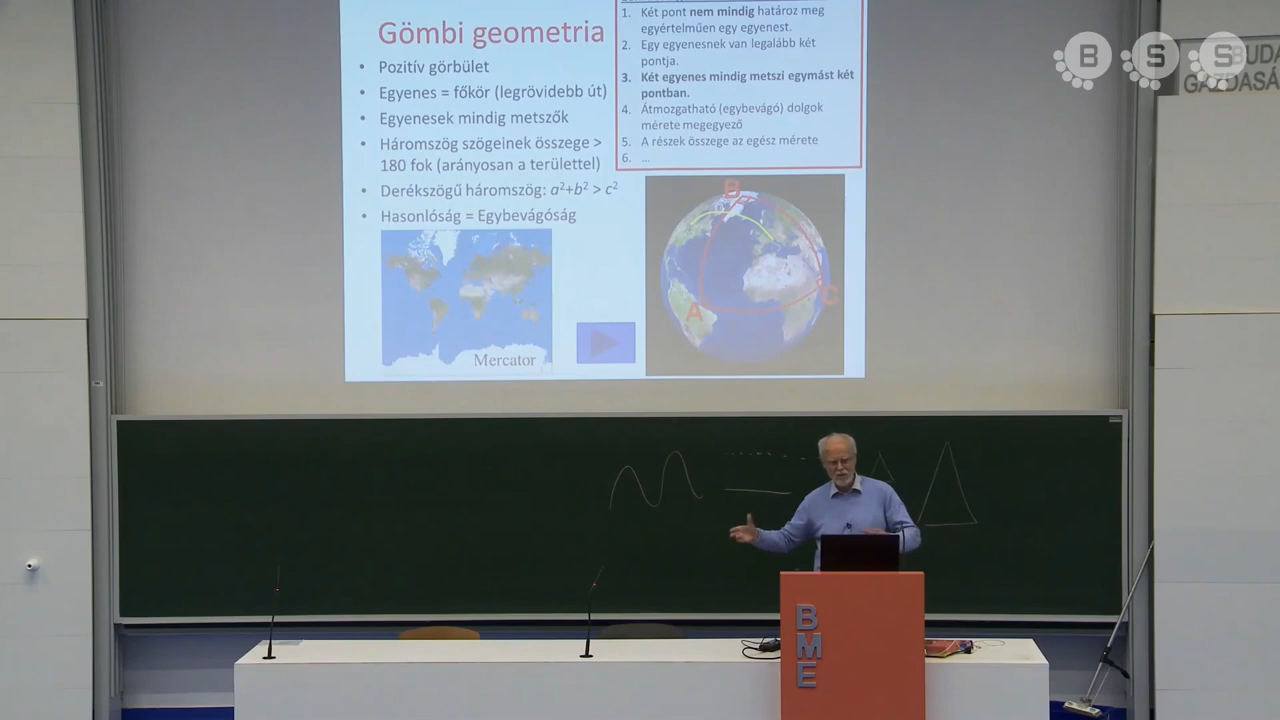 Gömbi geometria
• Pozitív görbület
• Egyenes = főkör (legrövidebb út)
• Egyenesek mindig metszők
• Háromszög szögeinek összege >
180 fok (arányosan a területtel)
• Derékszögű háromszög: a²+b² > c²
• Hasonlóság = Egybevágóság
1. Két pont nem mindig határoz meg
egyértelműen egy egyenest.
2. Egy egyenesnek van legalább két
pontja.
3. Két egyenes mindig metszi egymást két
pontban.
4. Átmozgatható (egybevágó) dolgok
mérete megegyező
5. A részek összege az egész mérete
6. ...
Mercator
B
A
C
B S S
BUDA
GAZDASÁ
BME